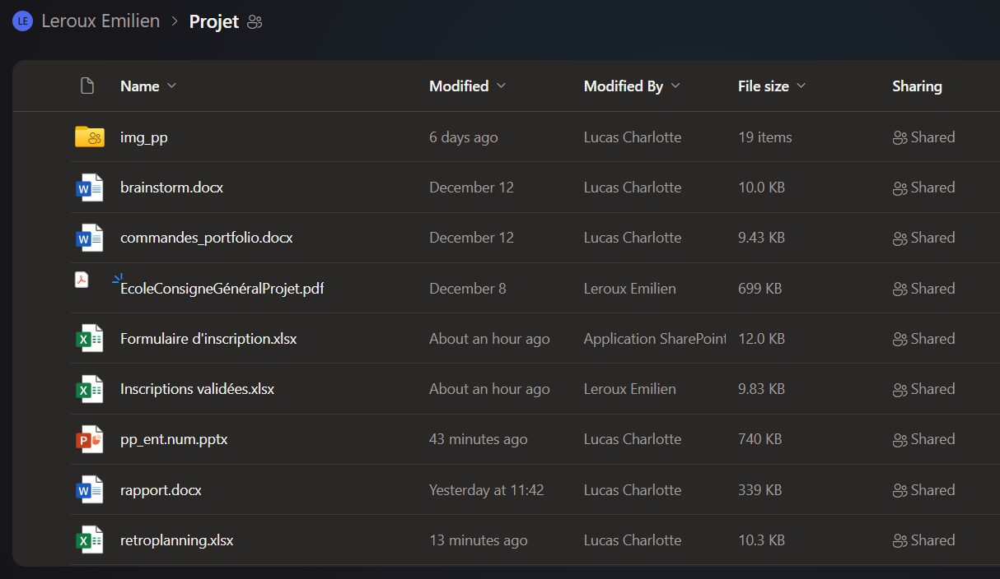 LE Leroux Emilien > Projet
Name Modified Modified By File size Sharing
img_pp 6 days ago Lucas Charlotte 19 items Shared
brainstorm.docx December 12 Lucas Charlotte 10.0 KB Shared
commandes_portfolio.docx December 12 Lucas Charlotte 9.43 KB Shared
EcoleConsigneGénéralProjet.pdf December 8 Leroux Emilien 699 KB Shared
Formulaire d'inscription.xlsx About an hour ago Application SharePoint 12.0 KB Shared
Inscriptions validées.xlsx About an hour ago Leroux Emilien 9.83 KB Shared
pp_ent.num.pptx 43 minutes ago Lucas Charlotte 740 KB Shared
rapport.docx Yesterday at 11:42 Lucas Charlotte 339 KB Shared
retroplanning.xlsx 13 minutes ago Lucas Charlotte 10.3 KB Shared